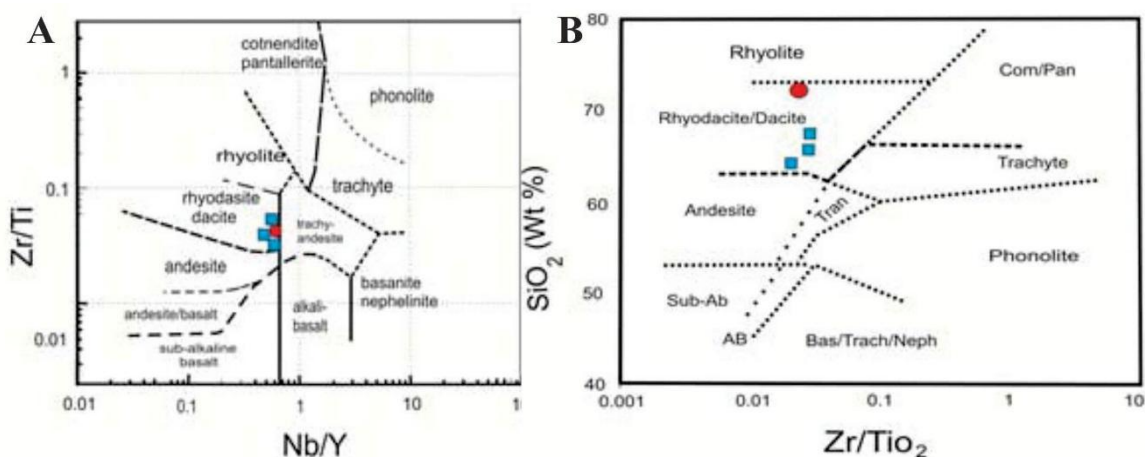 A
cotnendite
pantallerite
phonolite
rhyolite
trachyte
rhyodasite
dacite
trachy-
andesite
andesite
basanite
nephelinite
andesite/basalt
alkali-
basalt
sub-alkaline
basalt
Zr/Ti
1
0.1
0.01
0.01
0.1
1
10
Nb/Y
B
Rhyolite
Com/Pan
Rhyodacite/Dacite
Trachyte
Andesite
Tran
Phonolite
Sub-Ab
AB
Bas/Trach/Neph
SiO2 (Wt %)
80
70
60
50
40
0.001
0.01
0.1
1
10
Zr/Tio2